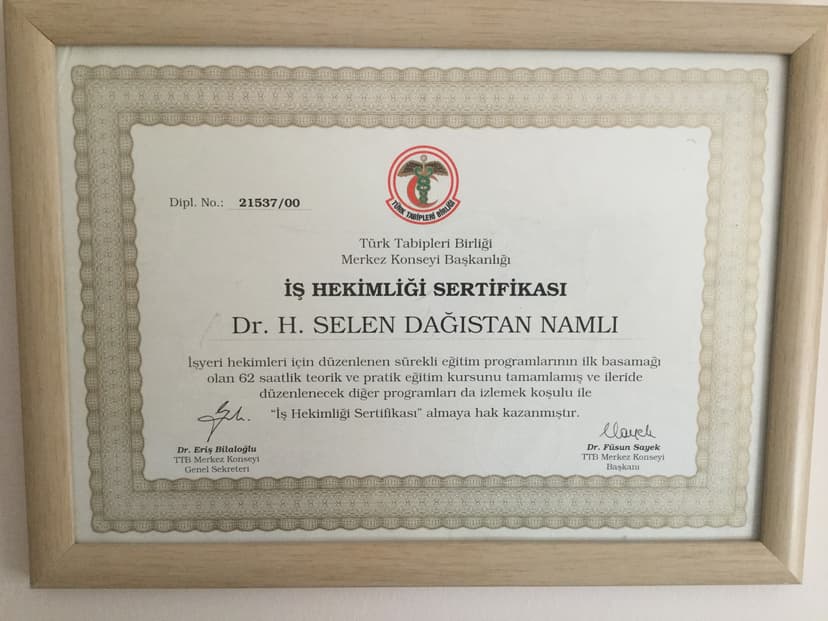 TÜRK TABİPLERİ BİRLİĞİ
Dipl. No.: 21537/00
Türk Tabipleri Birliği
Merkez Konseyi Başkanlığı
İŞ HEKİMLİĞİ SERTİFİKASI
Dr. H. SELEN DAĞISTAN NAMLI
İşyeri hekimleri için düzenlenen sürekli eğitim programlarının ilk basamağı
olan 62 saatlik teorik ve pratik eğitim kursunu tamamlamış ve ileride
düzenlenecek diğer programları da izlemek koşulu ile
"İş Hekimliği Sertifikası" almaya hak kazanmıştır.
Dr. Eriş Bilaloğlu
TTB Merkez Konseyi
Genel Sekreteri
Dr. Füsun Sayek
TTB Merkez Konseyi
Başkanı